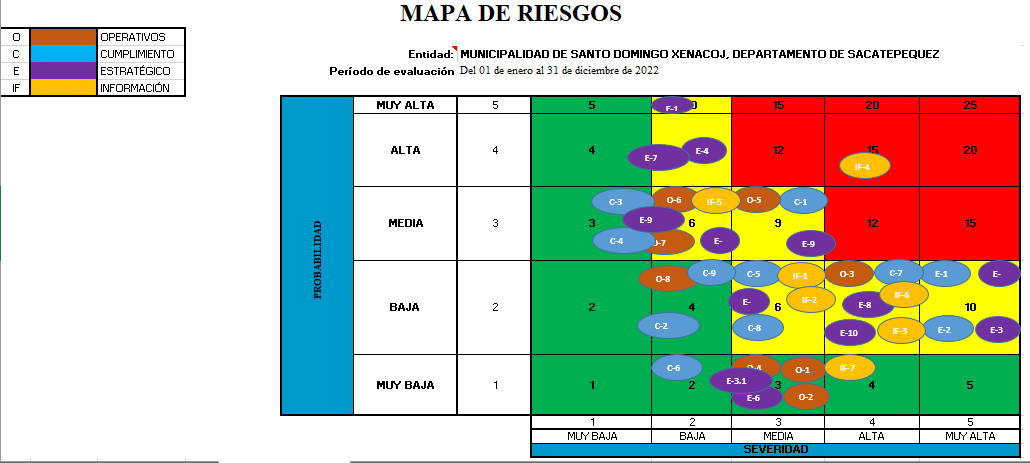 MAPA DE RIESGOS
O OPERATIVOS
C CUMPLIMIENTO
E ESTRATÉGICO
IF INFORMACIÓN
Entidad: MUNICIPALIDAD DE SANTO DOMINGO XENACOJ, DEPARTAMENTO DE SACATEPEQUEZ
Período de evaluación Del 01 de enero al 31 de diciembre de 2022
PROBABILIDAD
MUY ALTA 5 5 E-1 0 15 20 25
ALTA 4 4 12 15 20
E-7 E-4 IF-4
MEDIA 3 3 6 9 12 15
C-3 O-6 IF-5 O-5 C-1
E-9
C-4 O-7 E- E-9
BAJA 2 2 4 6 10
O-8 C-9 C-5 IF-1 O-3 C-7 E-1 E-
E- IF-2 E-8 IF-6
C-2 C-8 E-10 IF-3 E-2 E-3
MUY BAJA 1 1 2 3 4 5
C-6 O-4 O-1 IF-7
E-3.1
E-6 O-2
1 2 3 4 5
MUY BAJA BAJA MEDIA ALTA MUY ALTA
SEVERIDAD